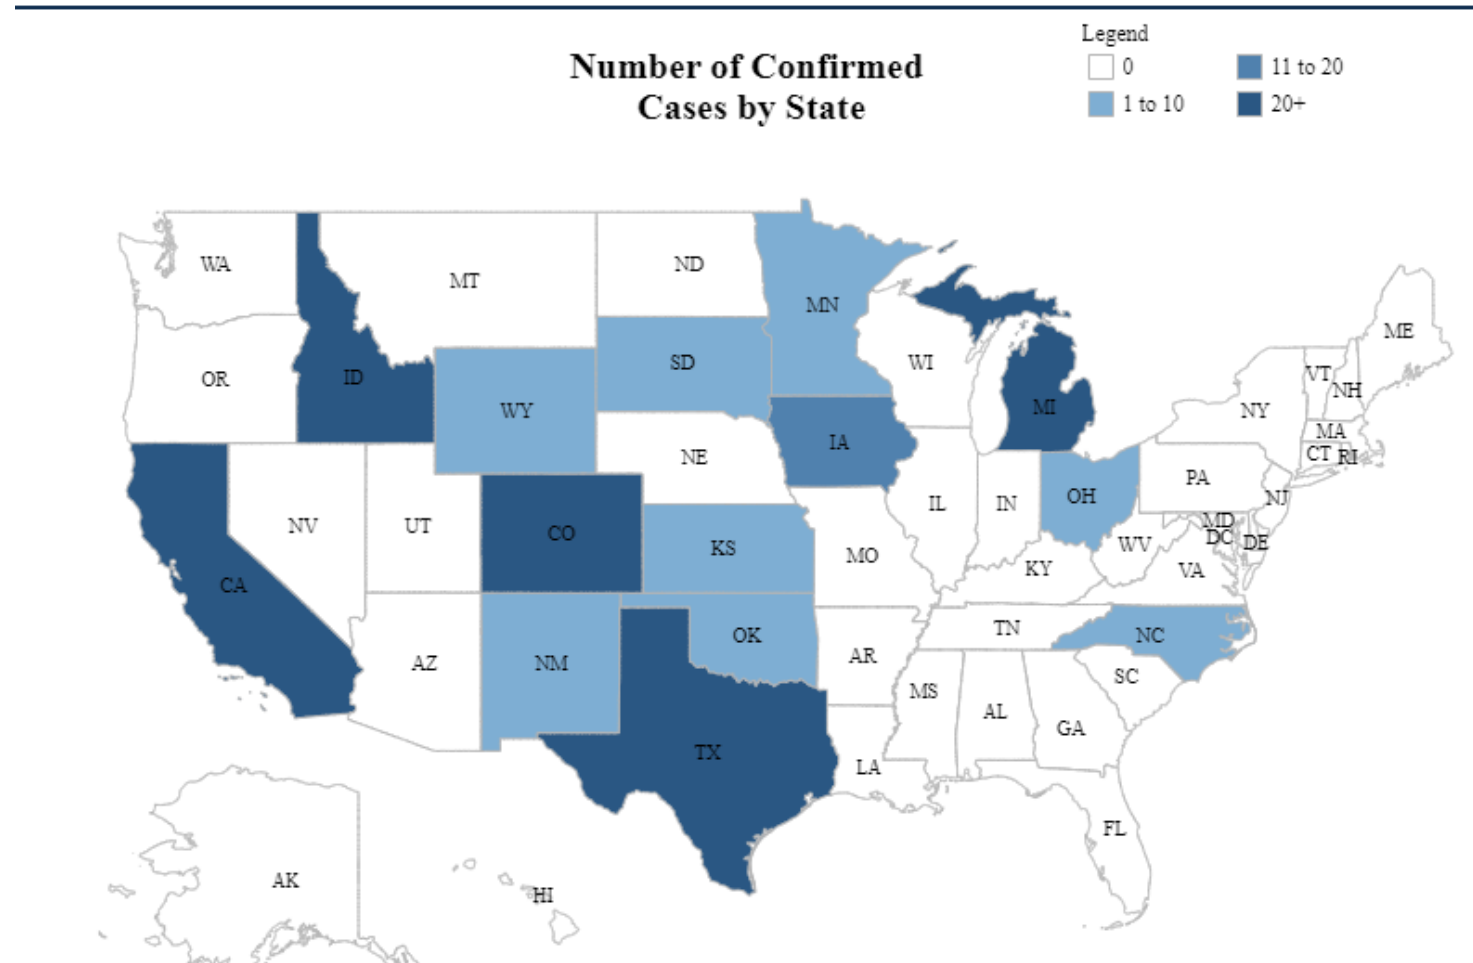 Legend
Number of Confirmed
Cases by State
0
11 to 20
1 to 10
20+
WA
MT
ND
MN
OR
ID
WY
SD
WI
MI
ME
VT
NH
NY
MA
CT
RI
NE
IA
PA
NJ
NV
UT
CO
KS
MO
IL
IN
OH
WV
MD
DC
DE
VA
KY
CA
AZ
NM
OK
AR
TN
NC
SC
MS
AL
GA
TX
LA
FL
AK
HI